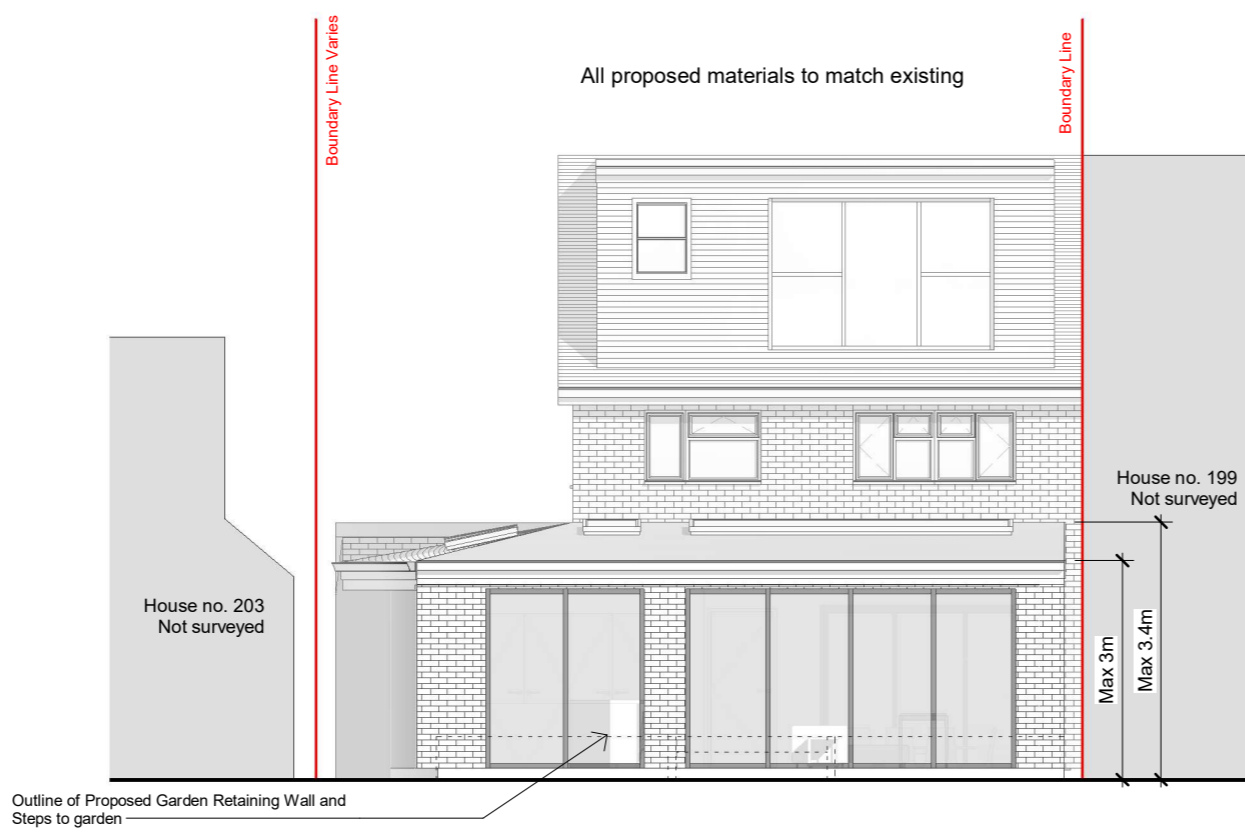 Boundary Line Varies
All proposed materials to match existing
Boundary Line
House no. 199
Not surveyed
House no. 203
Not surveyed
Max 3m
Max 3.4m
Outline of Proposed Garden Retaining Wall and
Steps to garden